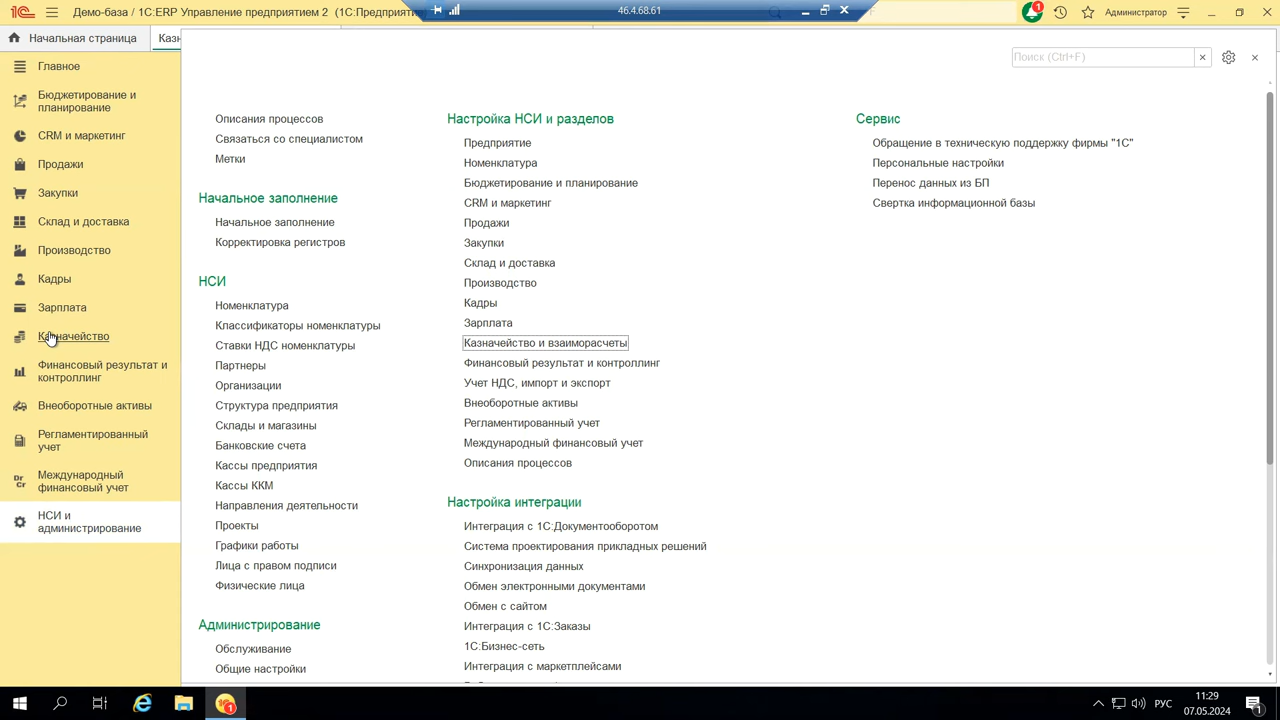 Демо-база / 1С:ERP Управление предприятием 2 (1С:Предприяти
46.4.68.61
1
Администратор
Начальная страница
Казн
Главное
Бюджетирование и
планирование
CRM и маркетинг
Продажи
Закупки
Склад и доставка
Производство
Кадры
Зарплата
Казначейство
Финансовый результат и
контроллинг
Внеоборотные активы
Регламентированный
учет
Dr
Cr
Международный
финансовый учет
НСИ и
администрирование
Поиск (Ctrl+F)
Описания процессов
Связаться со специалистом
Метки
Начальное заполнение
Начальное заполнение
Корректировка регистров
НСИ
Номенклатура
Классификаторы номенклатуры
Ставки НДС номенклатуры
Партнеры
Организации
Структура предприятия
Склады и магазины
Банковские счета
Кассы предприятия
Кассы ККМ
Направления деятельности
Проекты
Графики работы
Лица с правом подписи
Физические лица
Администрирование
Обслуживание
Общие настройки
Настройка НСИ и разделов
Предприятие
Номенклатура
Бюджетирование и планирование
CRM и маркетинг
Продажи
Закупки
Склад и доставка
Производство
Кадры
Зарплата
Казначейство и взаиморасчеты
Финансовый результат и контроллинг
Учет НДС, импорт и экспорт
Внеоборотные активы
Регламентированный учет
Международный финансовый учет
Описания процессов
Настройка интеграции
Интеграция с 1С:Документооборотом
Система проектирования прикладных решений
Синхронизация данных
Обмен электронными документами
Обмен с сайтом
Интеграция с 1С:Заказы
1С:Бизнес-сеть
Интеграция с маркетплейсами
Сервис
Обращение в техническую поддержку фирмы "1С"
Персональные настройки
Перенос данных из БП
Свертка информационной базы
1
РУС
11:29
07.05.2024
1